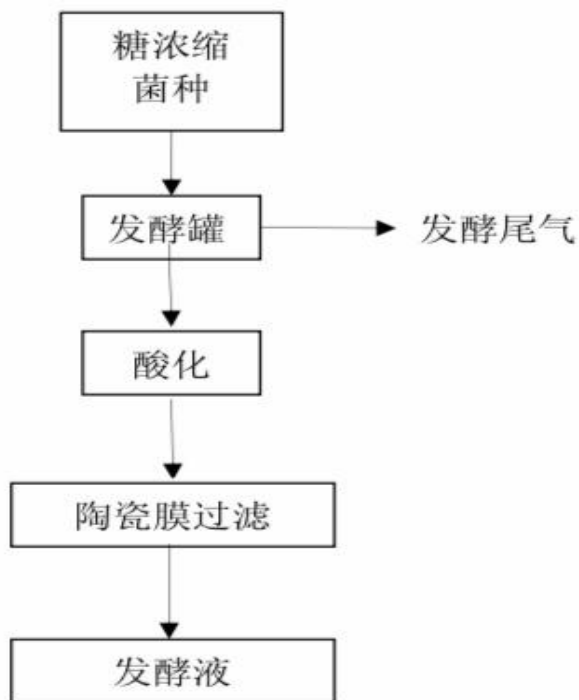 糖浓缩
菌种
发酵罐
发酵尾气
酸化
陶瓷膜过滤
发酵液